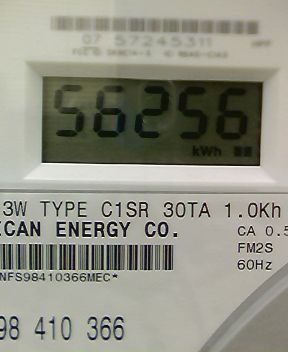 07 57245311
56256
kWh
3W TYPE C1SR 30TA 1.0Kh
ICAN ENERGY CO.
CA 0.5
FM2S
NFS98410366MEC*
60Hz
98 410 366